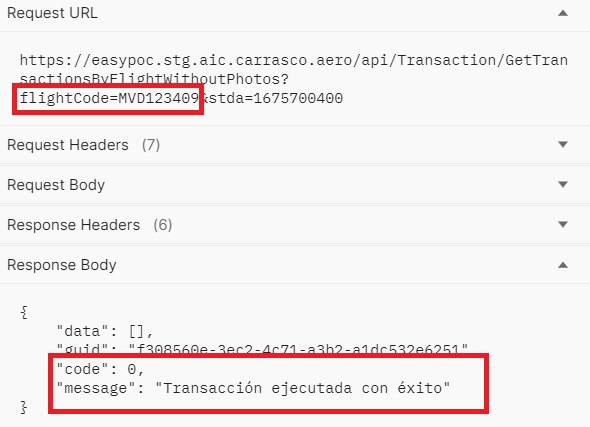 Request URL
https://easypoc.stg.aic.carrasco.aero/api/Transaction/GetTran
sactionsByFlightWithoutPhotos?
flightCode=MVD123409&stda=1675700400
Request Headers (7)
Request Body
Response Headers (6)
Response Body
{
"data": [],
"guid": "f308560e-3ec2-4c71-a3b2-a1dc532e6251"
"code": 0,
"message": "Transacción ejecutada con éxito"
}